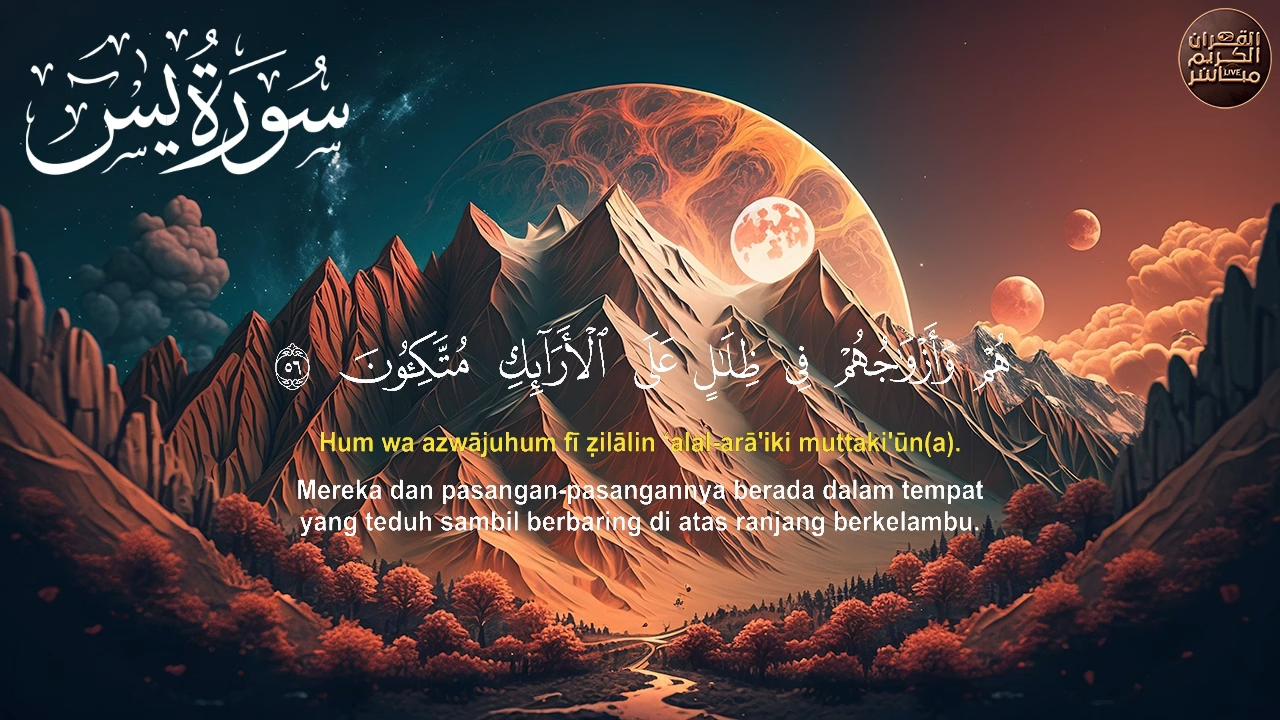 سُورَةُ يسٓ
القرآن
الكريم
LIVE
مباشر
هُمْ وَأَزْوَٰجُهُمْ فِى ظِلَـٰلٍ عَلَى ٱلْأَرَآئِكِ مُتَّكِـُٔونَ ٥٦
Hum wa azwājuhum fī ẓilālin ‘alal-arā'iki muttaki'ūn(a).
Mereka dan pasangan-pasangannya berada dalam tempat
yang teduh sambil berbaring di atas ranjang berkelambu.